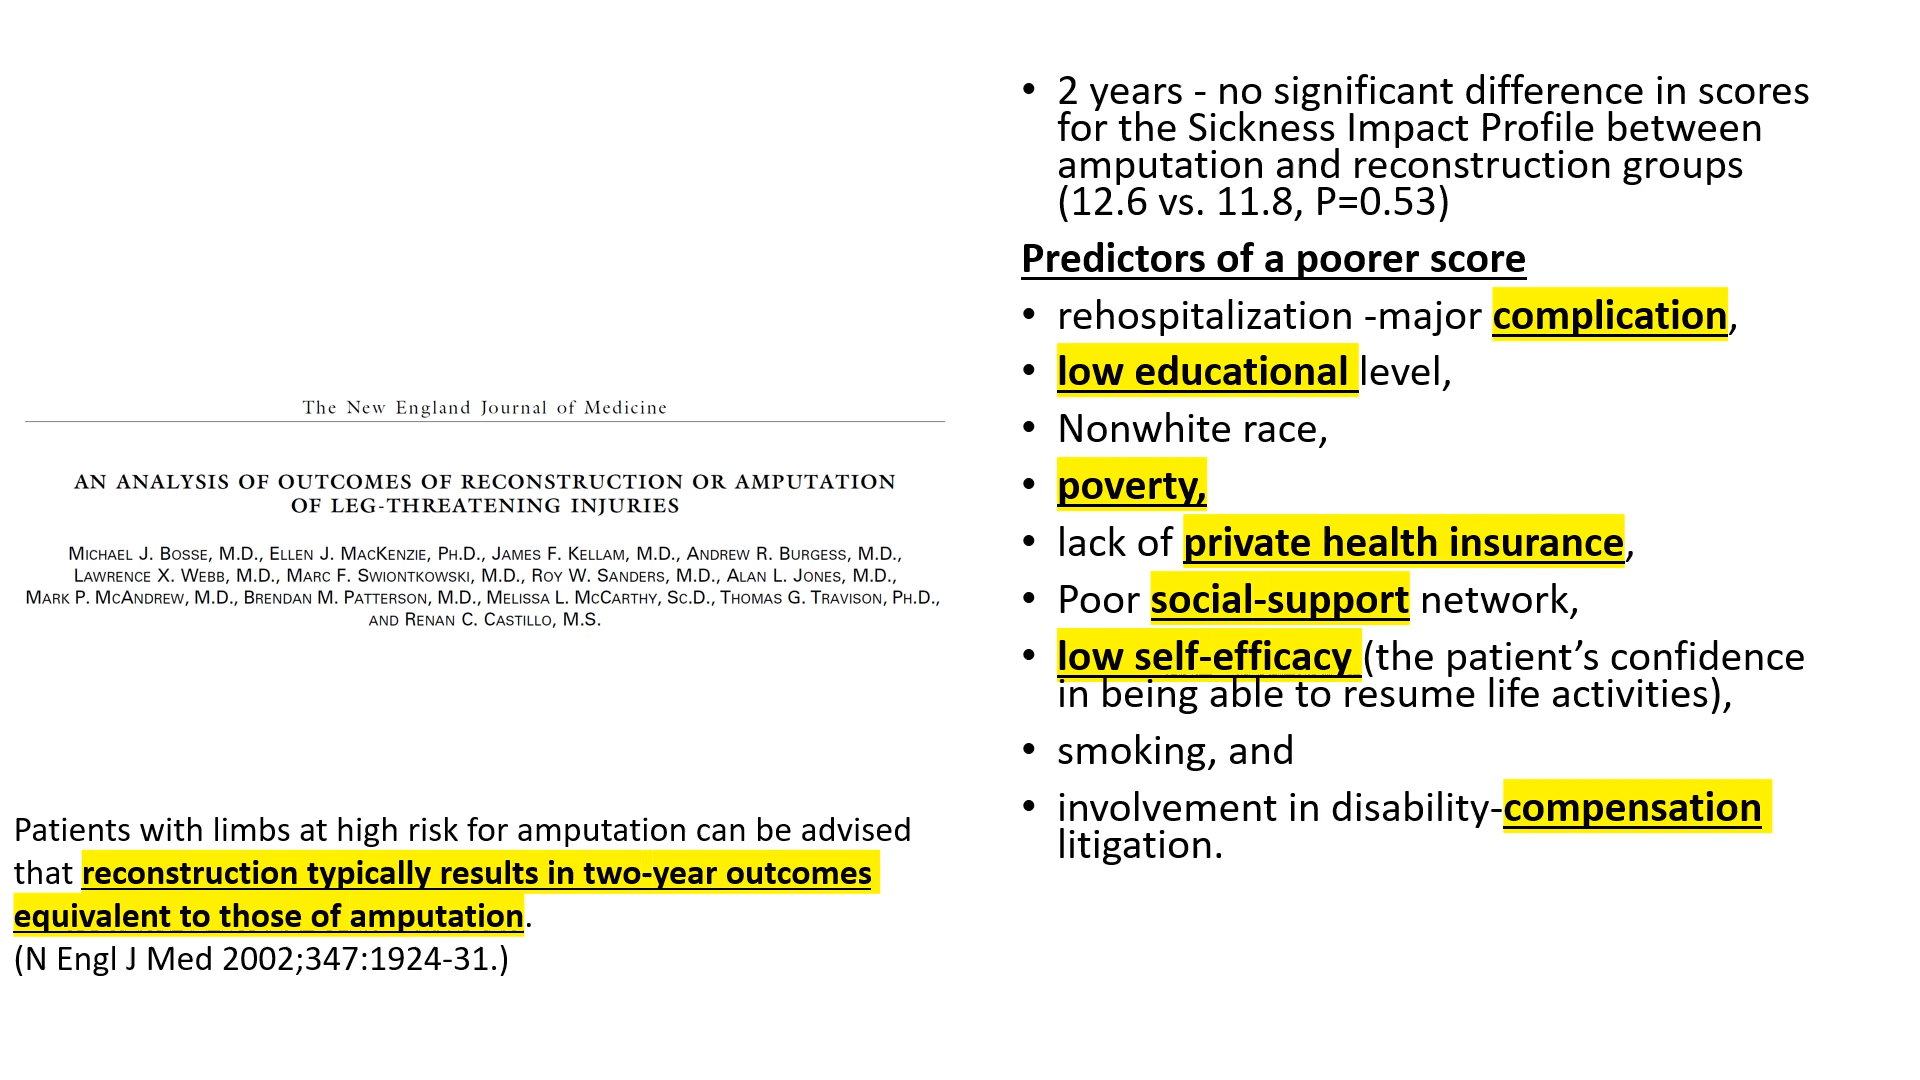 The New England Journal of Medicine
AN ANALYSIS OF OUTCOMES OF RECONSTRUCTION OR AMPUTATION
OF LEG-THREATENING INJURIES
MICHAEL J. BOSSE, M.D., ELLEN J. MACKENZIE, PH.D., JAMES F. KELLAM, M.D., ANDREW R. BURGESS, M.D.,
LAWRENCE X. WEBB, M.D., MARC F. SWIONTKOWSKI, M.D., ROY W. SANDERS, M.D., ALAN L. JONES, M.D.,
MARK P. MCANDREW, M.D., BRENDAN M. PATTERSON, M.D., MELISSA L. MCCARTHY, SC.D., THOMAS G. TRAVISON, PH.D.,
AND RENAN C. CASTILLO, M.S.
Patients with limbs at high risk for amputation can be advised
that reconstruction typically results in two-year outcomes
equivalent to those of amputation.
(N Engl J Med 2002;347:1924-31.)
• 2 years - no significant difference in scores
for the Sickness Impact Profile between
amputation and reconstruction groups
(12.6 vs. 11.8, P=0.53)
Predictors of a poorer score
• rehospitalization -major complication,
• low educational level,
• Nonwhite race,
• poverty,
• lack of private health insurance,
• Poor social-support network,
• low self-efficacy (the patient’s confidence
in being able to resume life activities),
• smoking, and
• involvement in disability-compensation
litigation.